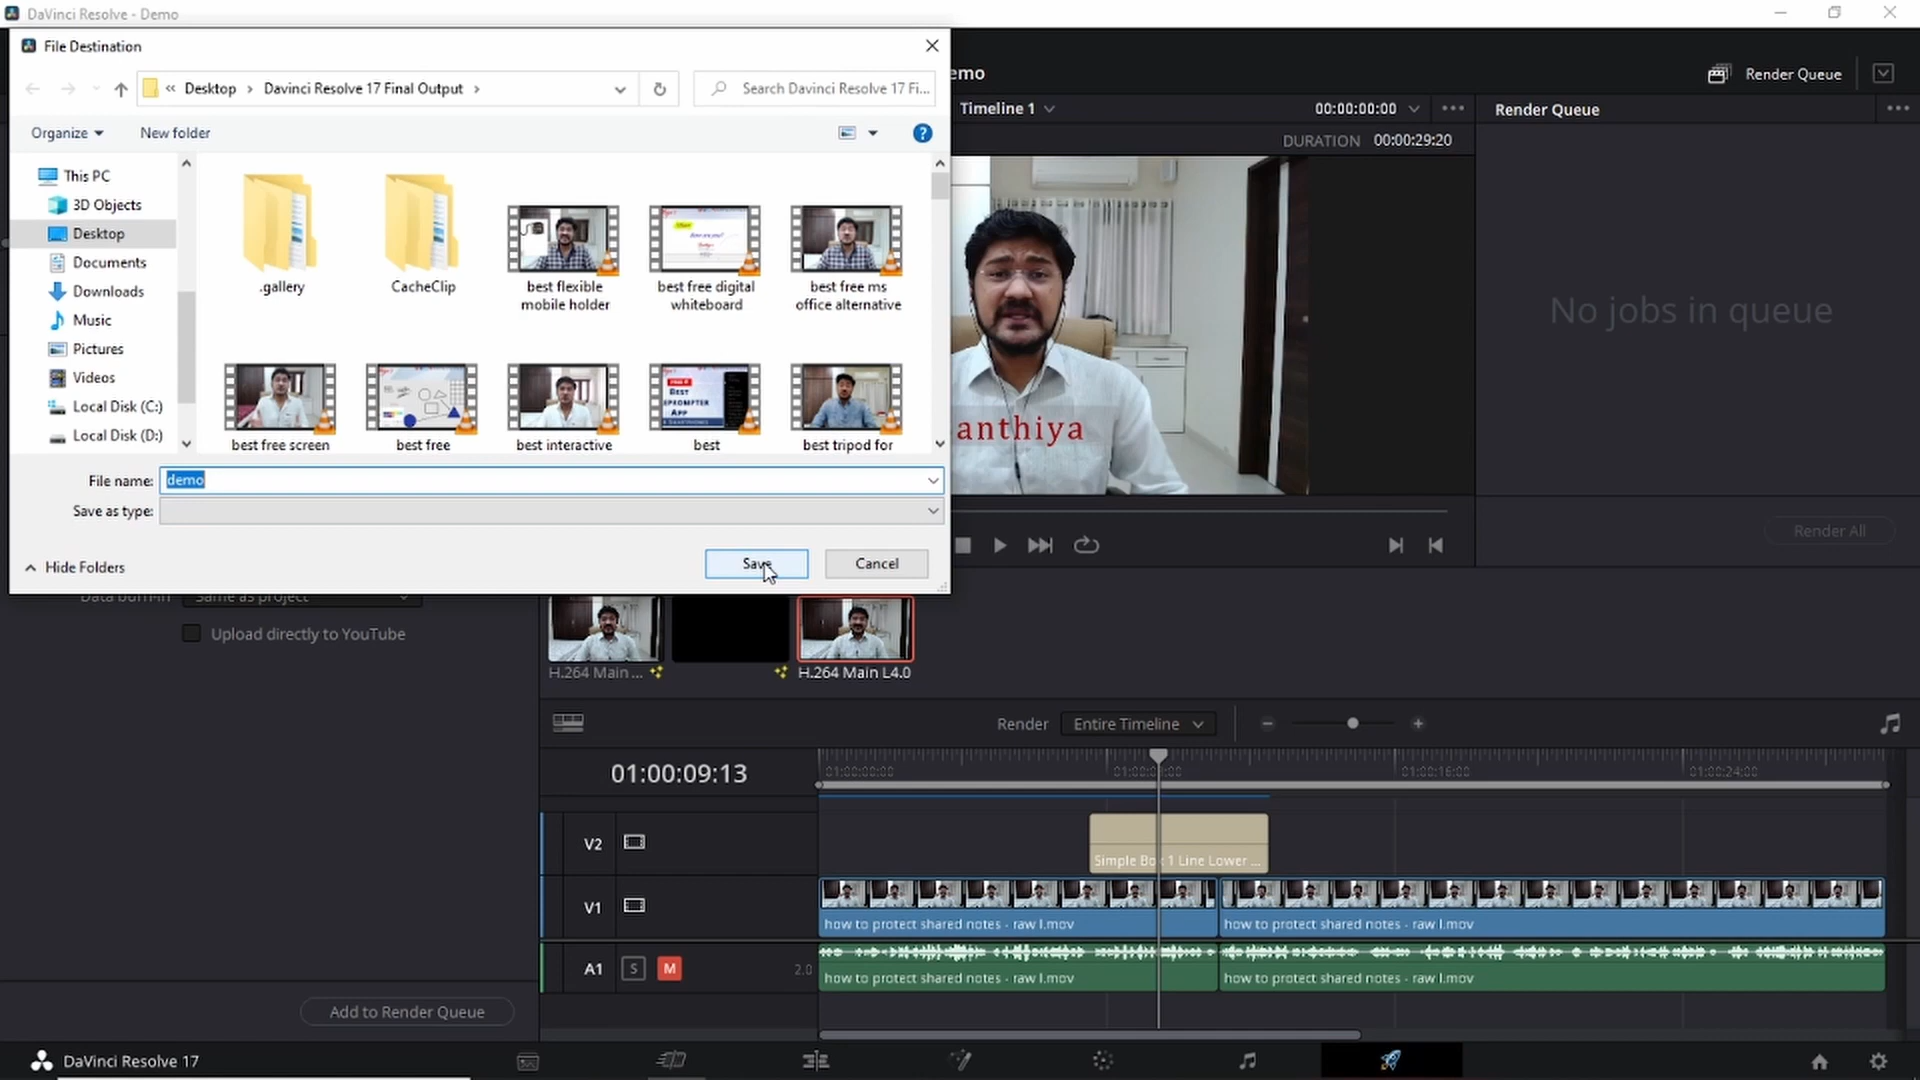 DaVinci Resolve - Demo
File Destination
« Desktop › Davinci Resolve 17 Final Output ›
Search Davinci Resolve 17 Fi...
Organize
New folder
This PC
3D Objects
Desktop
Documents
Downloads
Music
Pictures
Videos
Local Disk (C:)
Local Disk (D:)
.gallery
CacheClip
best flexible
mobile holder
best free digital
whiteboard
best free ms
office alternative
best free screen
best free
best interactive
best
best tripod for
FREE
BEST
APP
File name:
demo
Save as type:
Hide Folders
Save
Cancel
emo
Render Queue
Timeline 1
00:00:00:00
Render Queue
DURATION 00:00:29:20
anthiya
No jobs in queue
Render All
Data burn-in
Same as project
Upload directly to YouTube
H.264 Main ...
H.264 Main L4.0
Render
Entire Timeline
01:00:09:13
01:00:00:00
01:00:16:00
01:00:24:00
V2
Simple Box 1 Line Lower ...
V1
how to protect shared notes - raw l.mov
how to protect shared notes - raw l.mov
A1
S
M
2.0
how to protect shared notes - raw l.mov
how to protect shared notes - raw l.mov
Add to Render Queue
DaVinci Resolve 17